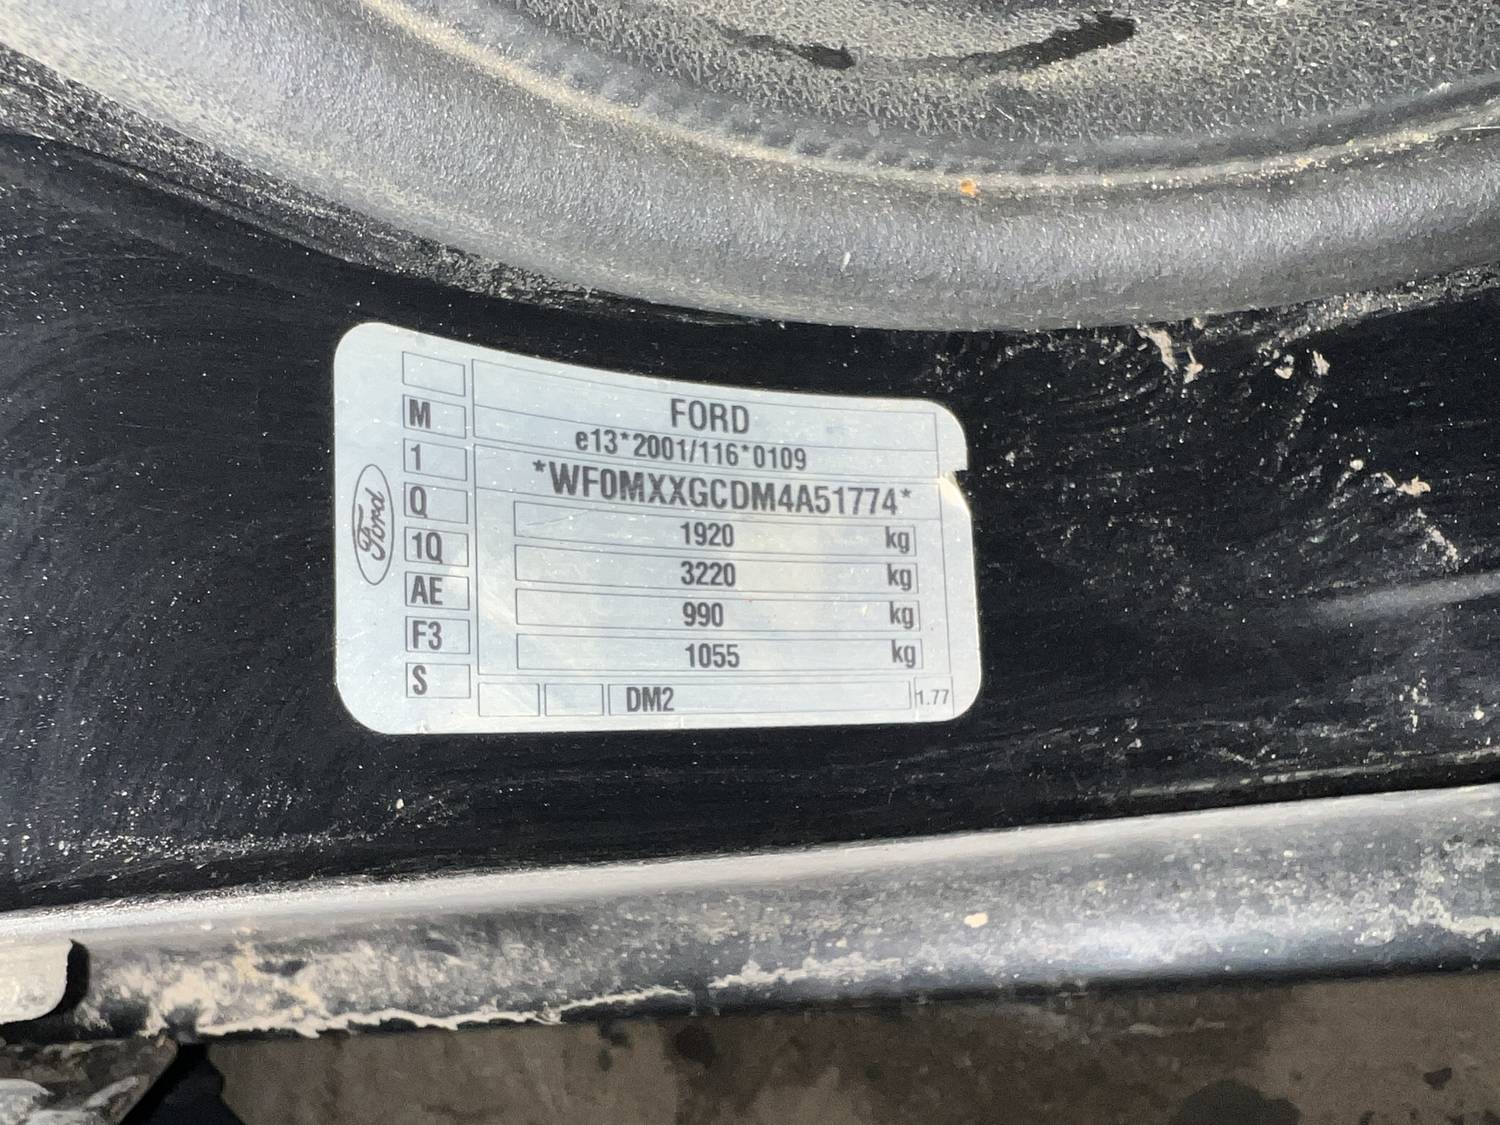 Ford
FORD
M
e13*2001/116*0109
1
*WF0MXXGCDM4A51774*
Q
1920 kg
1Q
3220 kg
AE
990 kg
F3
1055 kg
S
DM2
1.77